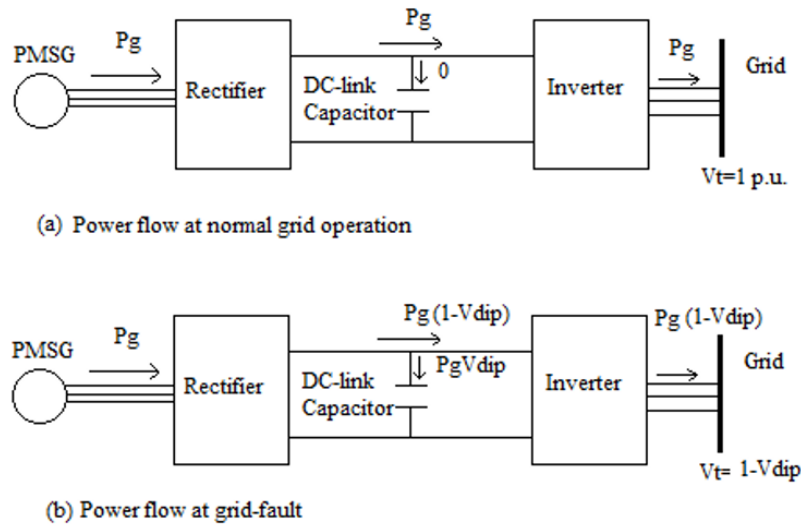 Pg
Pg
Pg
PMSG
Rectifier
DC-link
Capacitor
0
Inverter
Grid
Vt=1 p.u.
(a) Power flow at normal grid operation
Pg (1-Vdip)
Pg (1-Vdip)
Pg
PMSG
Rectifier
DC-link
Capacitor
PgVdip
Inverter
Grid
Vt= 1-Vdip
(b) Power flow at grid-fault